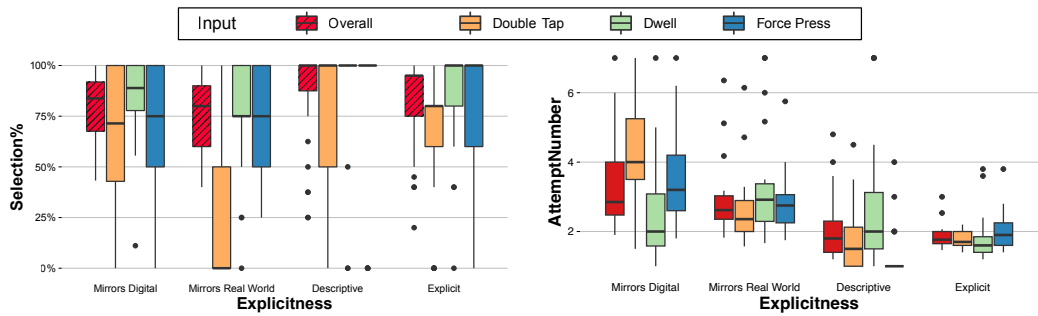 Input Overall Double Tap Dwell Force Press
100%
75%
50%
25%
0%
Selection%
Mirrors Digital Mirrors Real World Descriptive Explicit
Explicitness
6
4
2
AttemptNumber
Mirrors Digital Mirrors Real World Descriptive Explicit
Explicitness